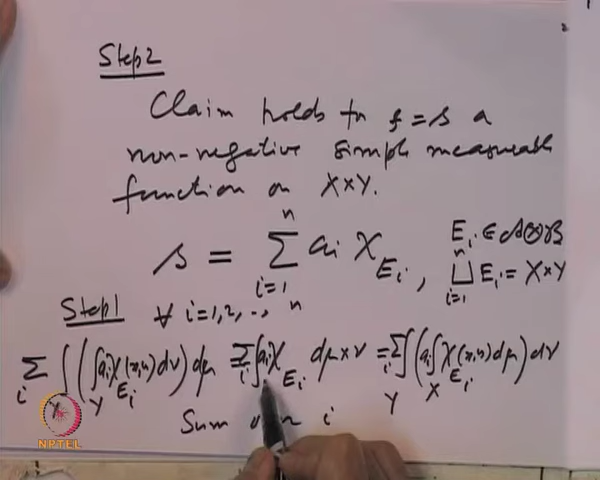 Step 2
Claim holds for f = s a
non-negative simple measurable
function on X×Y.
s = Σ_{i=1}^{n} a_i χ_{E_i}, E_i ∈ A⊗B
⊔_{i=1}^{n} E_i = X×Y
Step 1 ∀ i=1,2,.., n
Σ_i ∫_X (∫_Y a_i χ_{E_i}(x,y) dν) dμ = Σ_i ∫ a_i χ_{E_i} dμ×ν = Σ_i ∫_Y (a_i ∫_X χ_{E_i}(x,y) dμ) dν
Sum i
NPTEL